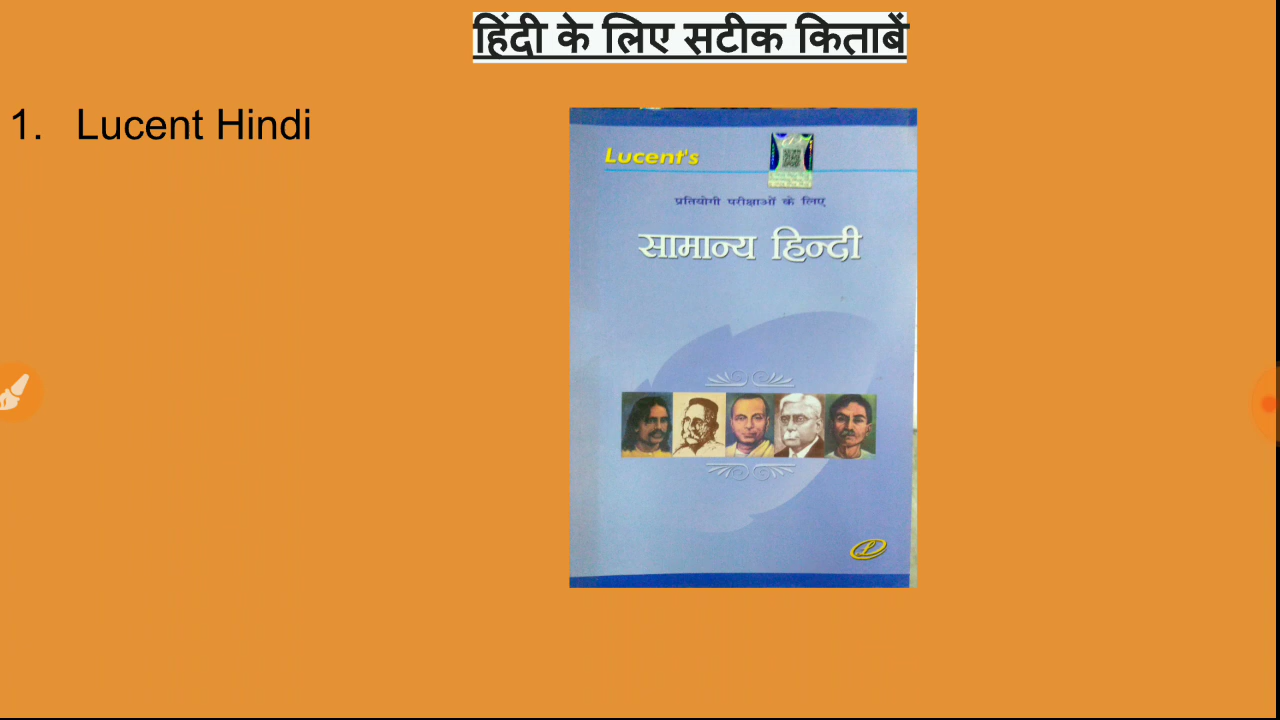 हिंदी के लिए सटीक किताबें
1. Lucent Hindi
Lucent's
प्रतियोगी परीक्षाओं के लिए
सामान्य हिन्दी